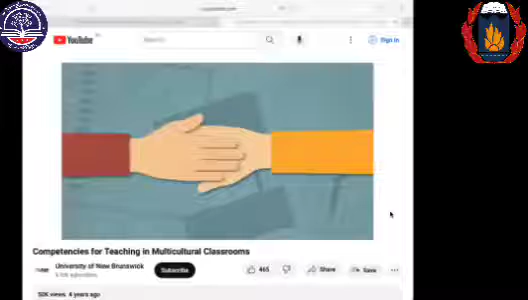 YouTube
Search
Sign in
Competencies for Teaching in Multicultural Classrooms
University of New Brunswick
Subscribe
465
Share
Save
50K views 4 years ago